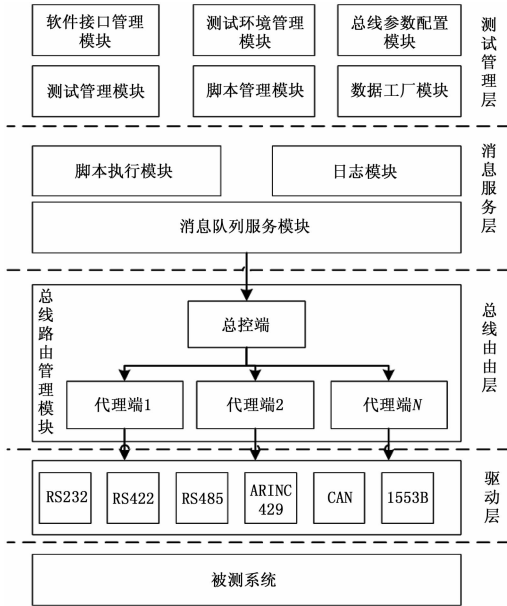 软件接口管理
模块
测试环境管理
模块
总线参数配置
模块
测试管理模块
脚本管理模块
数据工厂模块
测试管理层
脚本执行模块
日志模块
消息队列服务模块
消息服务层
总线路由管理模块
总控端
代理端1
代理端2
代理端N
总线由由层
RS232
RS422
RS485
ARINC
429
CAN
1553B
驱动层
被测系统